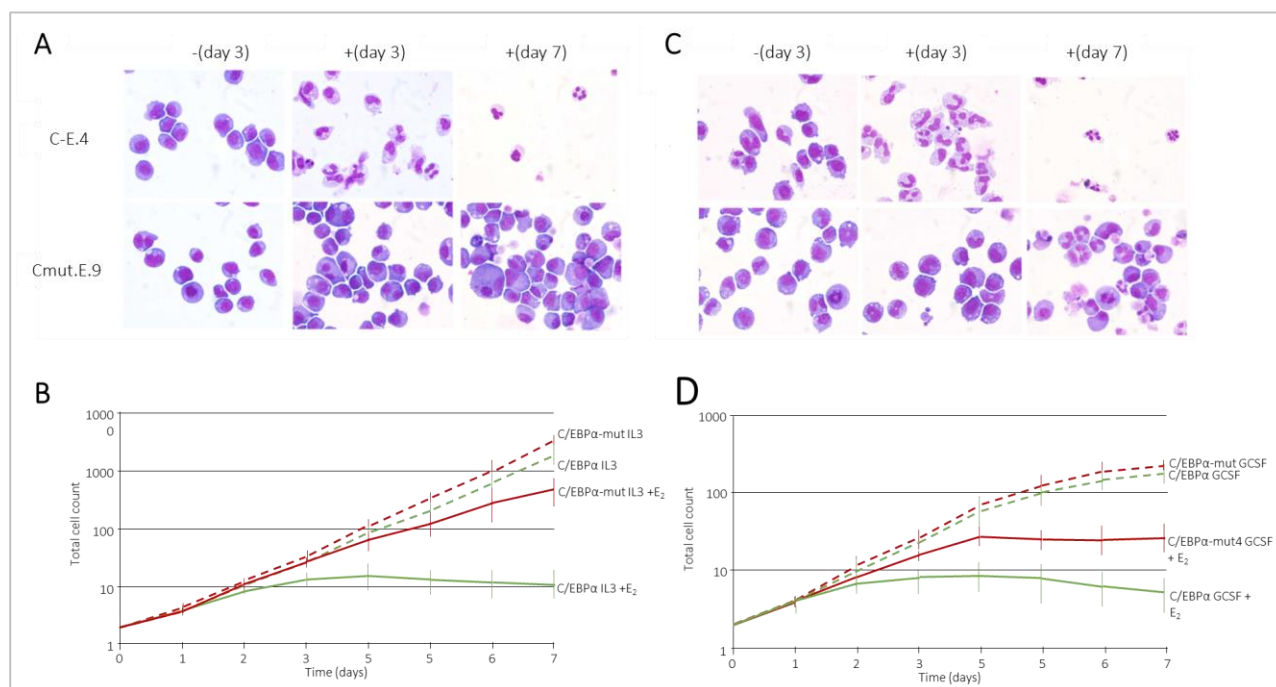 A
-(day 3)
+(day 3)
+(day 7)
C-E.4
Cmut.E.9
C
-(day 3)
+(day 3)
+(day 7)
B
Total cell count
1000
0
1000
100
10
1
0
1
2
3
5
5
6
7
Time (days)
C/EBPα-mut IL3
C/EBPα IL3
C/EBPα-mut IL3 +E₂
C/EBPα IL3 +E₂
D
Total cell count
1000
100
10
1
0
1
2
3
5
5
6
7
Time (days)
C/EBPα-mut GCSF
C/EBPα GCSF
C/EBPα-mut4 GCSF
+ E₂
C/EBPα GCSF +
E₂